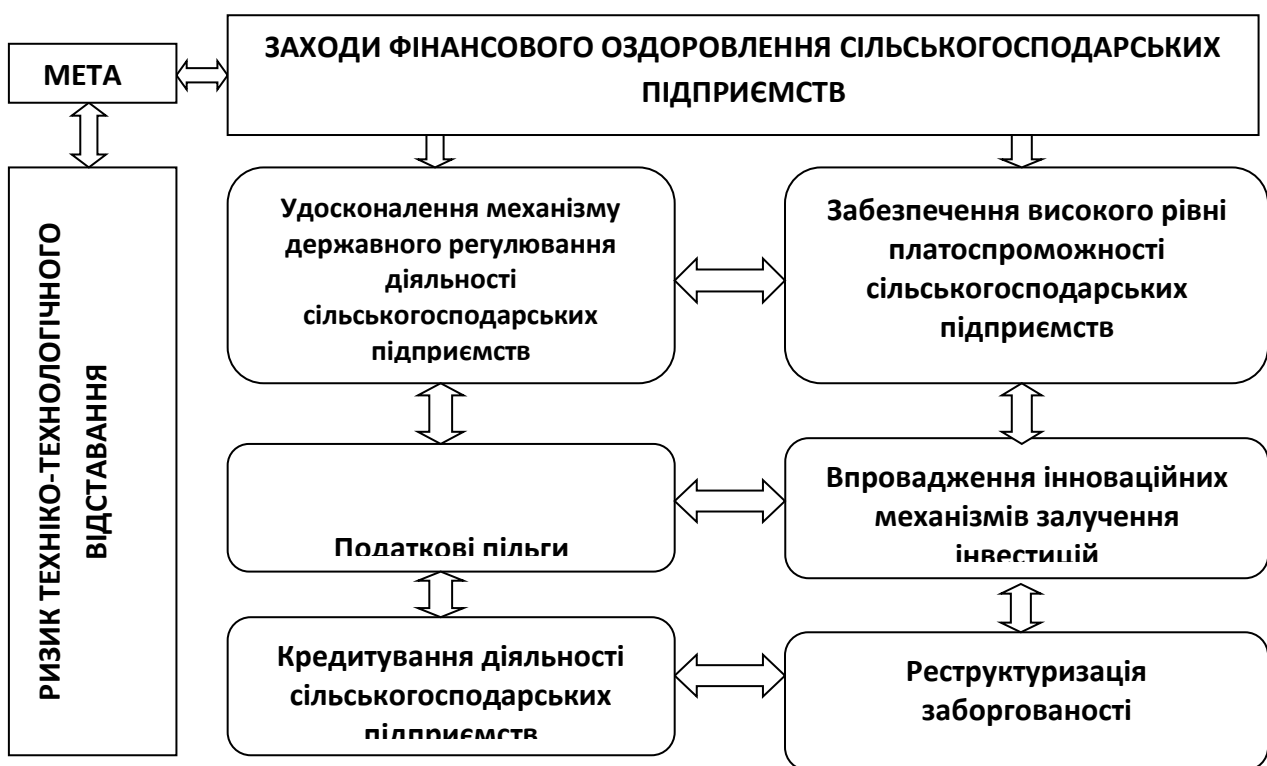 ЗАХОДИ ФІНАНСОВОГО ОЗДОРОВЛЕННЯ СІЛЬСЬКОГОСПОДАРСЬКИХ
ПІДПРИЄМСТВ
МЕТА
РИЗИК ТЕХНІКО-ТЕХНОЛОГІЧНОГО
ВІДСТАВАННЯ
Удосконалення механізму
державного регулювання
діяльності
сільськогосподарських
підприємств
Забезпечення високого рівні
платоспроможності
сільськогосподарських
підприємств
Податкові пільги
Впровадження інноваційних
механізмів залучення
інвестицій
Кредитування діяльності
сільськогосподарських
підприємств
Реструктуризація
заборгованості